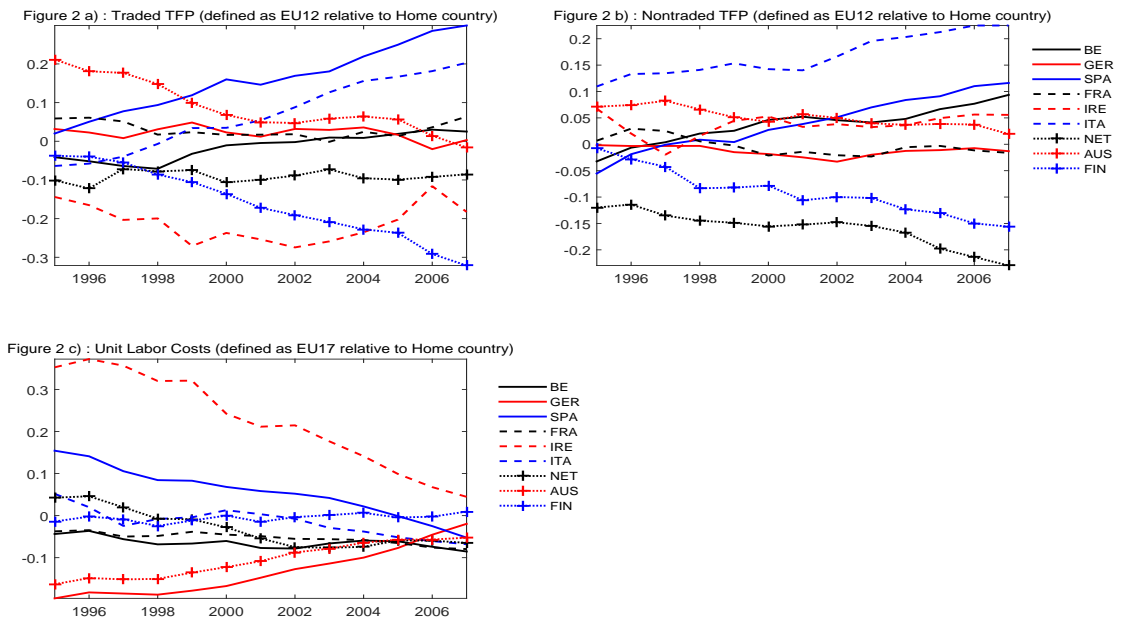 Figure 2 a) : Traded TFP (defined as EU12 relative to Home country)
0.2
0.1
0
-0.1
-0.2
-0.3
1996 1998 2000 2002 2004 2006
Figure 2 b) : Nontraded TFP (defined as EU12 relative to Home country)
0.2
0.15
0.1
0.05
0
-0.05
-0.1
-0.15
-0.2
1996 1998 2000 2002 2004 2006
BE
GER
SPA
FRA
IRE
ITA
NET
AUS
FIN
Figure 2 c) : Unit Labor Costs (defined as EU17 relative to Home country)
0.3
0.2
0.1
0
-0.1
1996 1998 2000 2002 2004 2006
BE
GER
SPA
FRA
IRE
ITA
NET
AUS
FIN